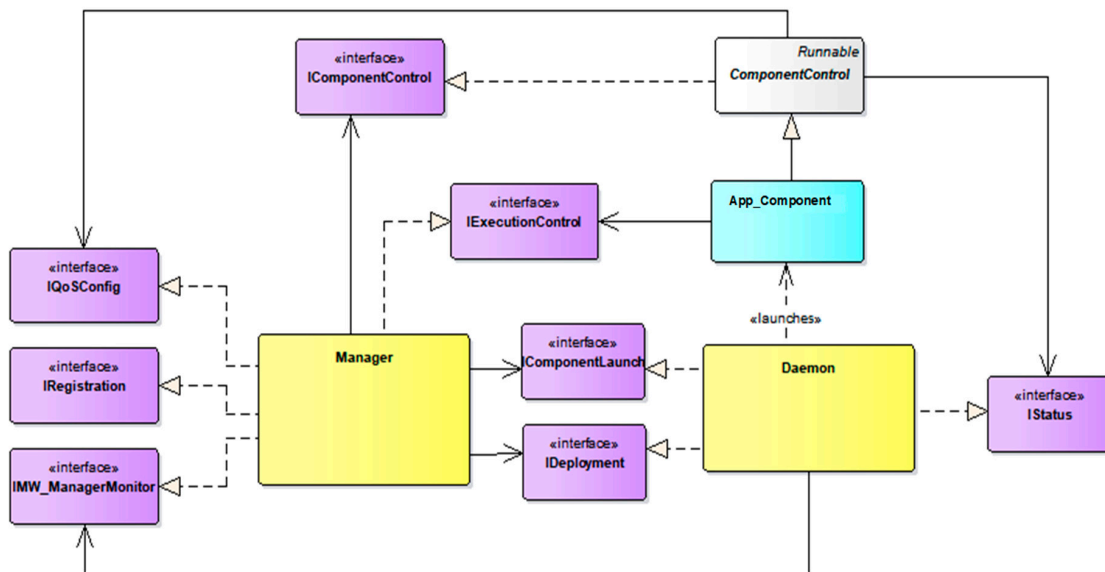 «interface»
IComponentControl
Runnable
ComponentControl
«interface»
IExecutionControl
App_Component
«interface»
IQoSConfig
«launches»
Manager
«interface»
IComponentLaunch
Daemon
«interface»
IRegistration
«interface»
IStatus
«interface»
IDeployment
«interface»
IMW_ManagerMonitor